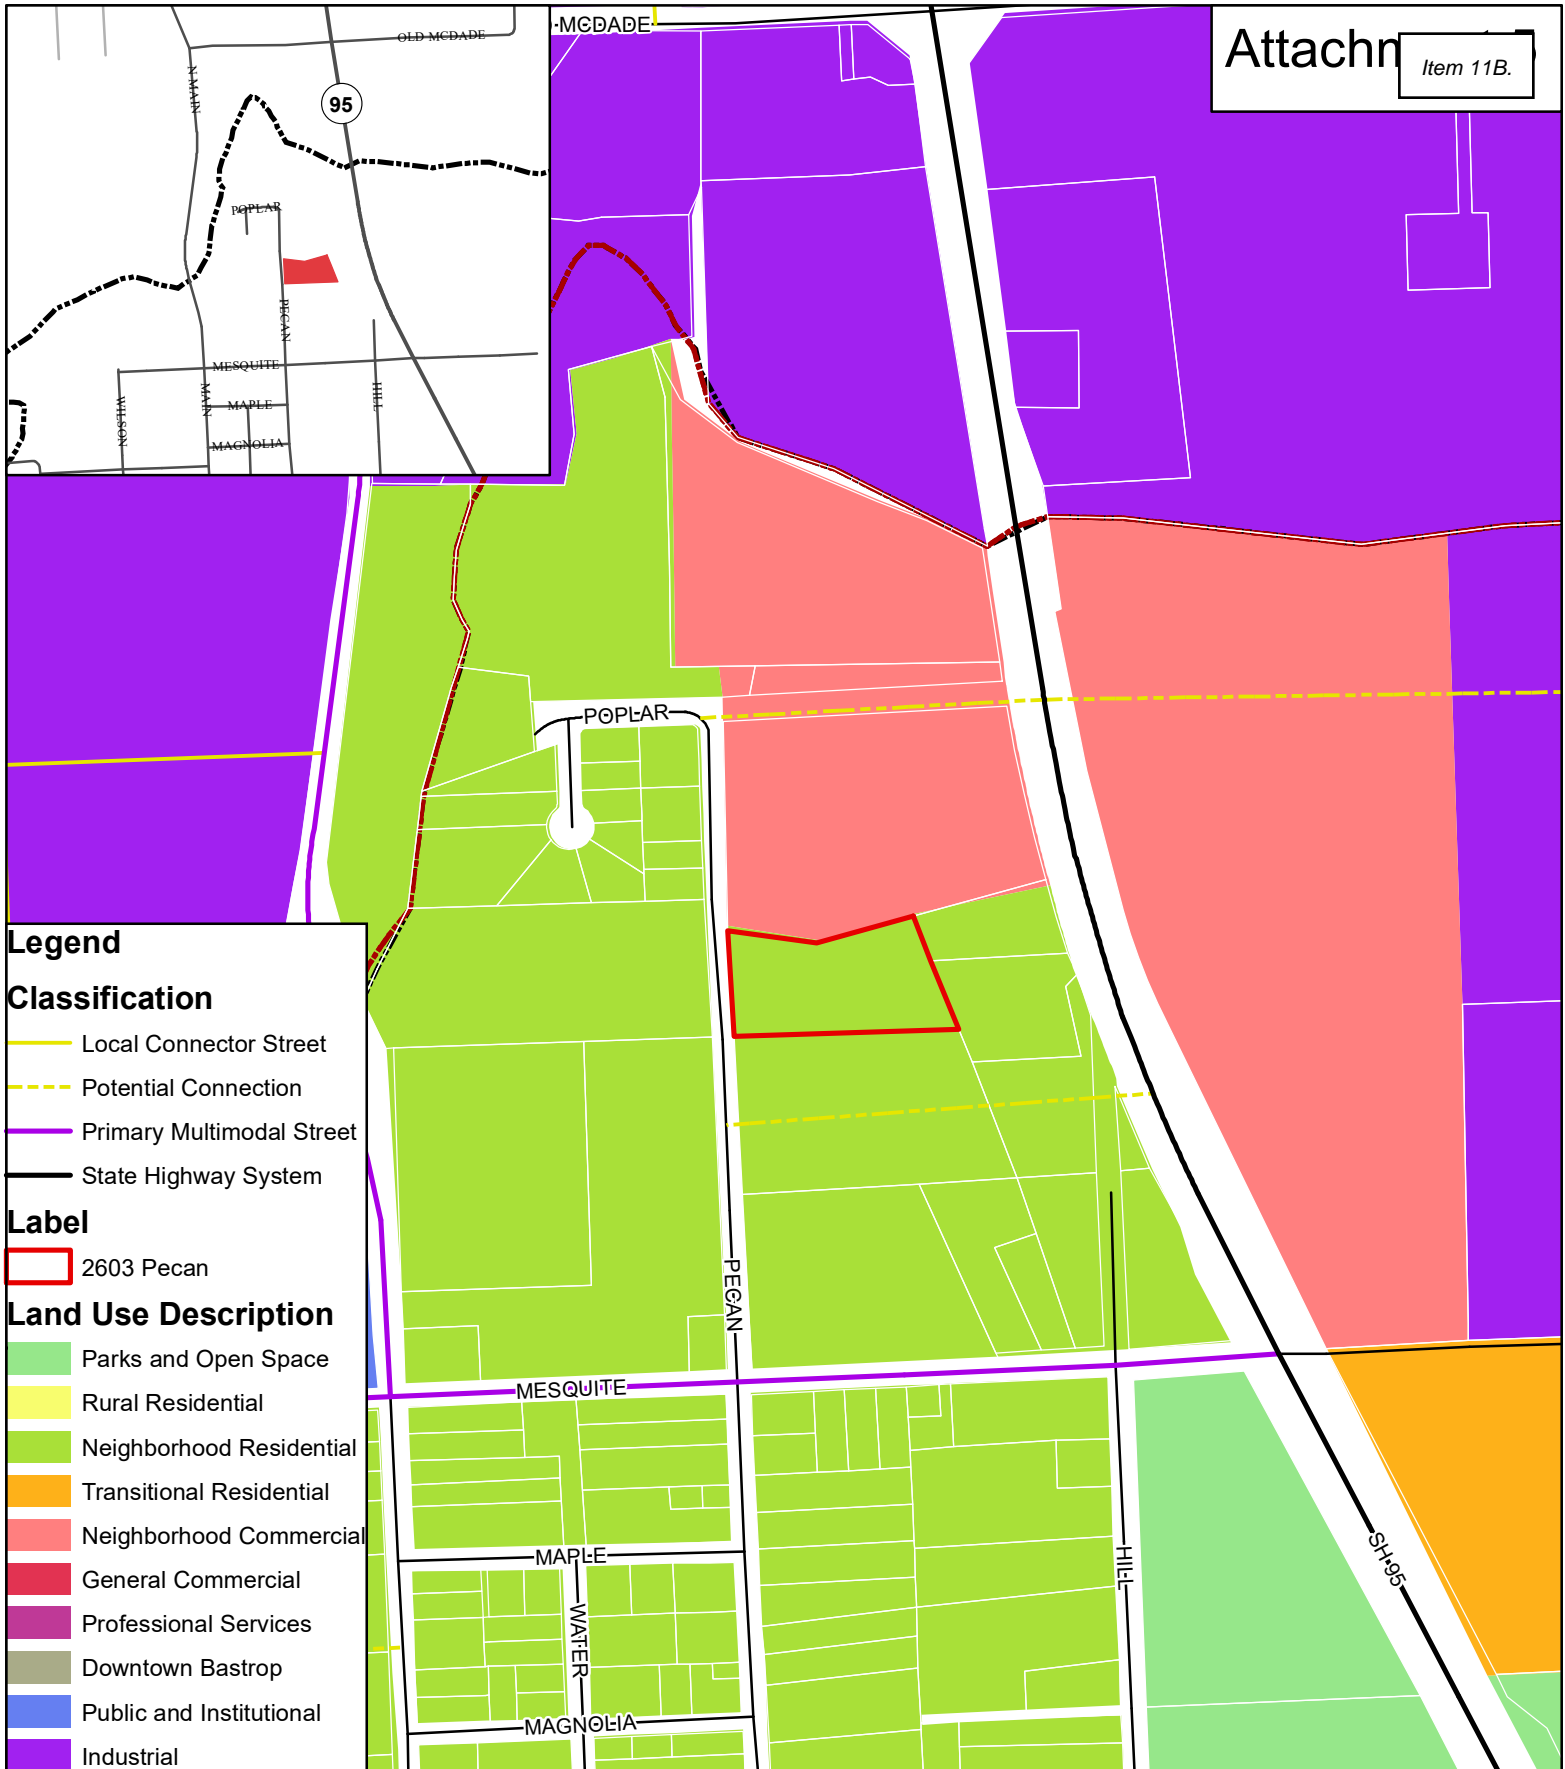 OLD MCDADE
N MAIN
95
POPLAR
PECAN
MESQUITE
MAIN
MAPLE
HILL
WILSON
MAGNOLIA
MCDADE
Item 11B.
POPLAR
PECAN
MESQUITE
MAPLE
WATER
MAGNOLIA
HILL
SH 95
Legend
Classification
Local Connector Street
Potential Connection
Primary Multimodal Street
State Highway System
Label
2603 Pecan
Land Use Description
Parks and Open Space
Rural Residential
Neighborhood Residential
Transitional Residential
Neighborhood Commercial
General Commercial
Professional Services
Downtown Bastrop
Public and Institutional
Industrial